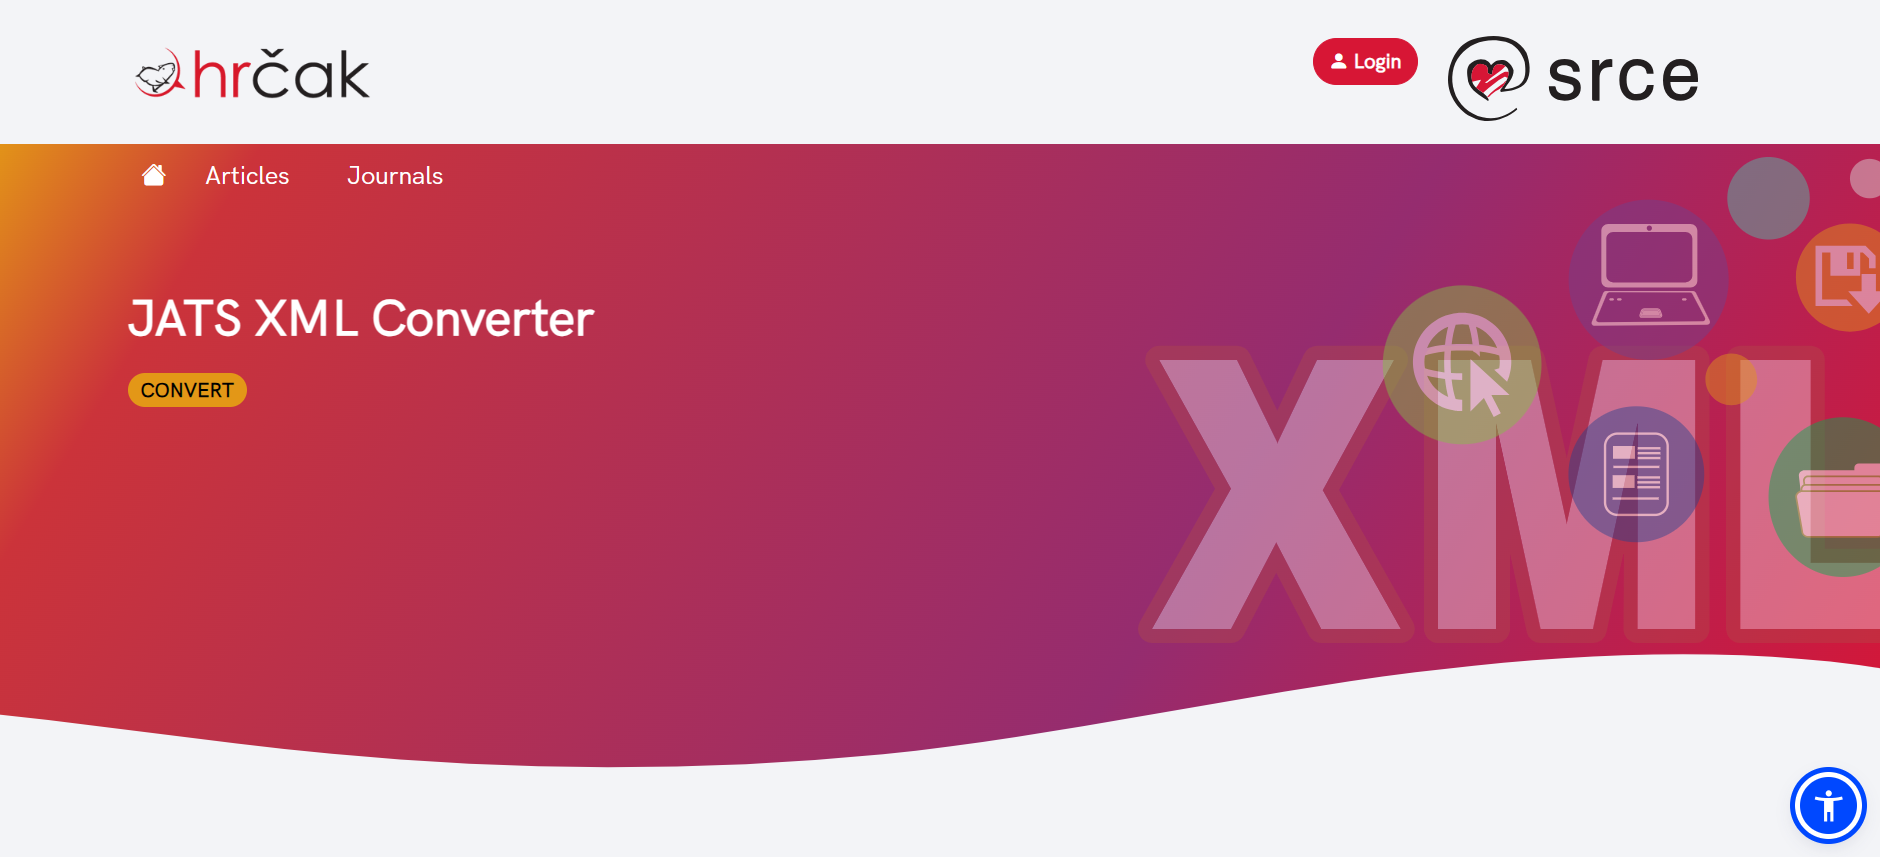 hrčak
Login
srce
Articles
Journals
JATS XML Converter
CONVERT
XML